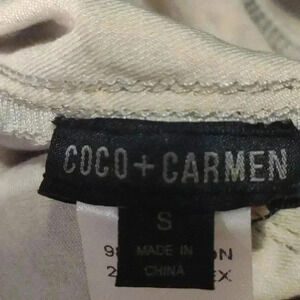 COCO + CARMEN
S
MADE IN
CHINA